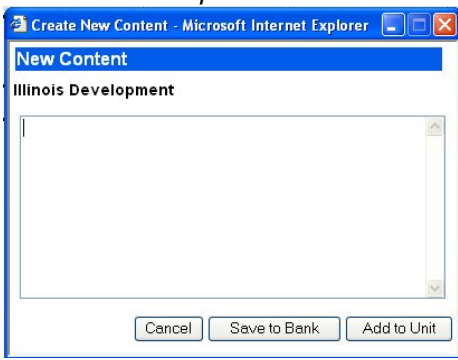 Create New Content - Microsoft Internet Explorer
New Content
Illinois Development
Cancel Save to Bank Add to Unit